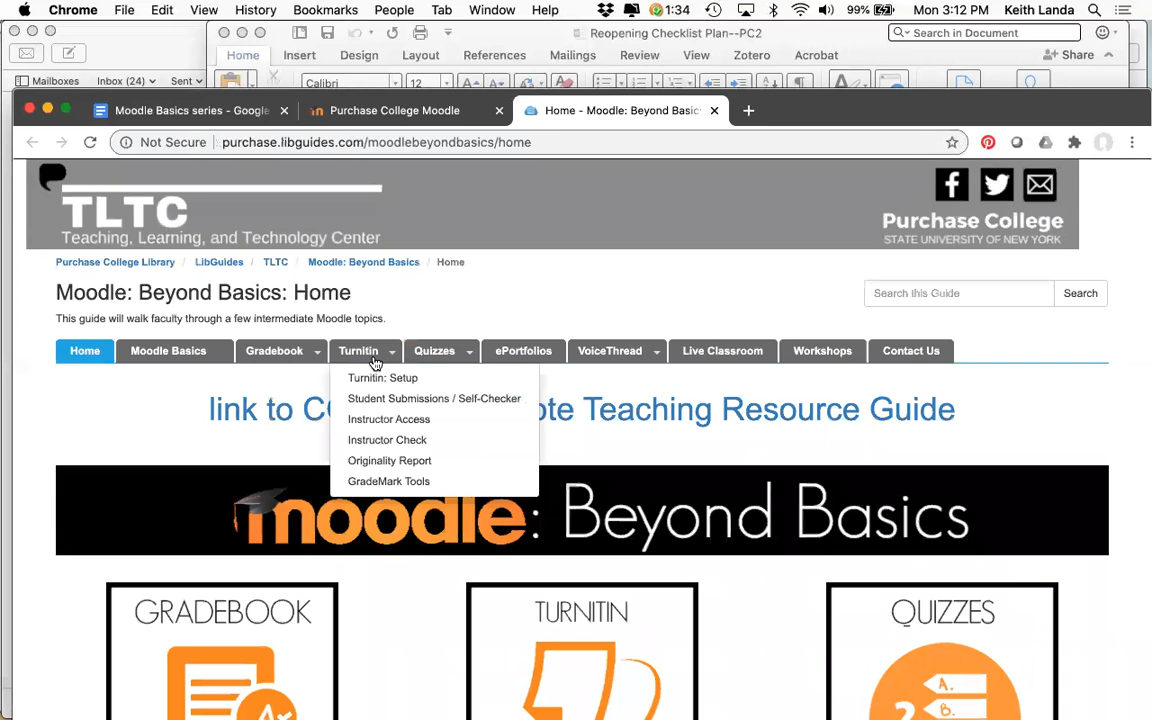 Chrome File Edit View History Bookmarks People Tab Window Help 1:34 99% Mon 3:12 PM Keith Landa
Reopening Checklist Plan--PC2 Search in Document
Home Insert Draw Design Layout References Mailings Review View Zotero Acrobat Share
Mailboxes Inbox (24) Sent Calibri 12
Moodle Basics series - Google Purchase College Moodle Home - Moodle: Beyond Basic
Not Secure purchase.libguides.com/moodlebeyondbasics/home
TLTC
Teaching, Learning, and Technology Center
Purchase College
STATE UNIVERSITY OF NEW YORK
Purchase College Library / LibGuides / TLTC / Moodle: Beyond Basics / Home
Moodle: Beyond Basics: Home
Search this Guide Search
This guide will walk faculty through a few intermediate Moodle topics.
Home Moodle Basics Gradebook Turnitin Quizzes ePortfolios VoiceThread Live Classroom Workshops Contact Us
Turnitin: Setup
Student Submissions / Self-Checker
link to Teaching Resource Guide
Instructor Access
Instructor Check
Originality Report
GradeMark Tools
moodle: Beyond Basics
GRADEBOOK TURNITIN QUIZZES
A+ 2 A. B.